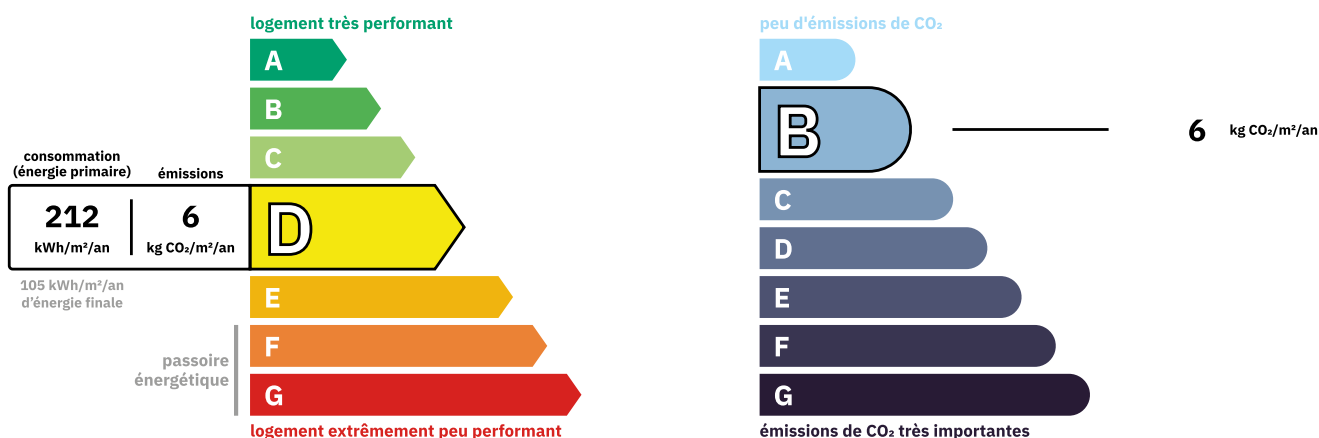 logement très performant
A
B
C
consommation
(énergie primaire)
émissions
212
kWh/m²/an
6
kg CO₂/m²/an
D
105 kWh/m²/an
d'énergie finale
E
F
passoire
énergétique
G
logement extrêmement peu performant
peu d'émissions de CO₂
A
B
6 kg CO₂/m²/an
C
D
E
F
G
émissions de CO₂ très importantes